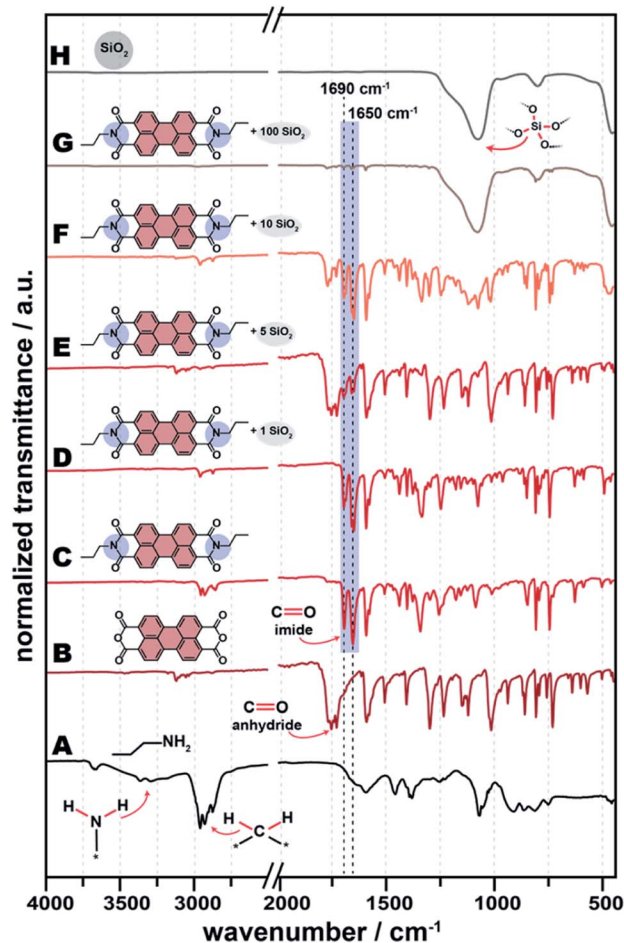 H
SiO2
1690 cm-1
1650 cm-1
O
O
Si
O
O
G
O
O
N
N
O
O
+ 100 SiO2
F
O
O
N
N
O
O
+ 10 SiO2
E
O
O
N
N
O
O
+ 5 SiO2
D
O
O
N
N
O
O
+ 1 SiO2
C
O
O
N
N
O
O
C=O
imide
B
O
O
O
O
O
O
C=O
anhydride
A
NH2
H
H
N
*
H
H
C
*
*
normalized transmittance / a.u.
4000
3500
3000
2000
1500
1000
500
wavenumber / cm-1